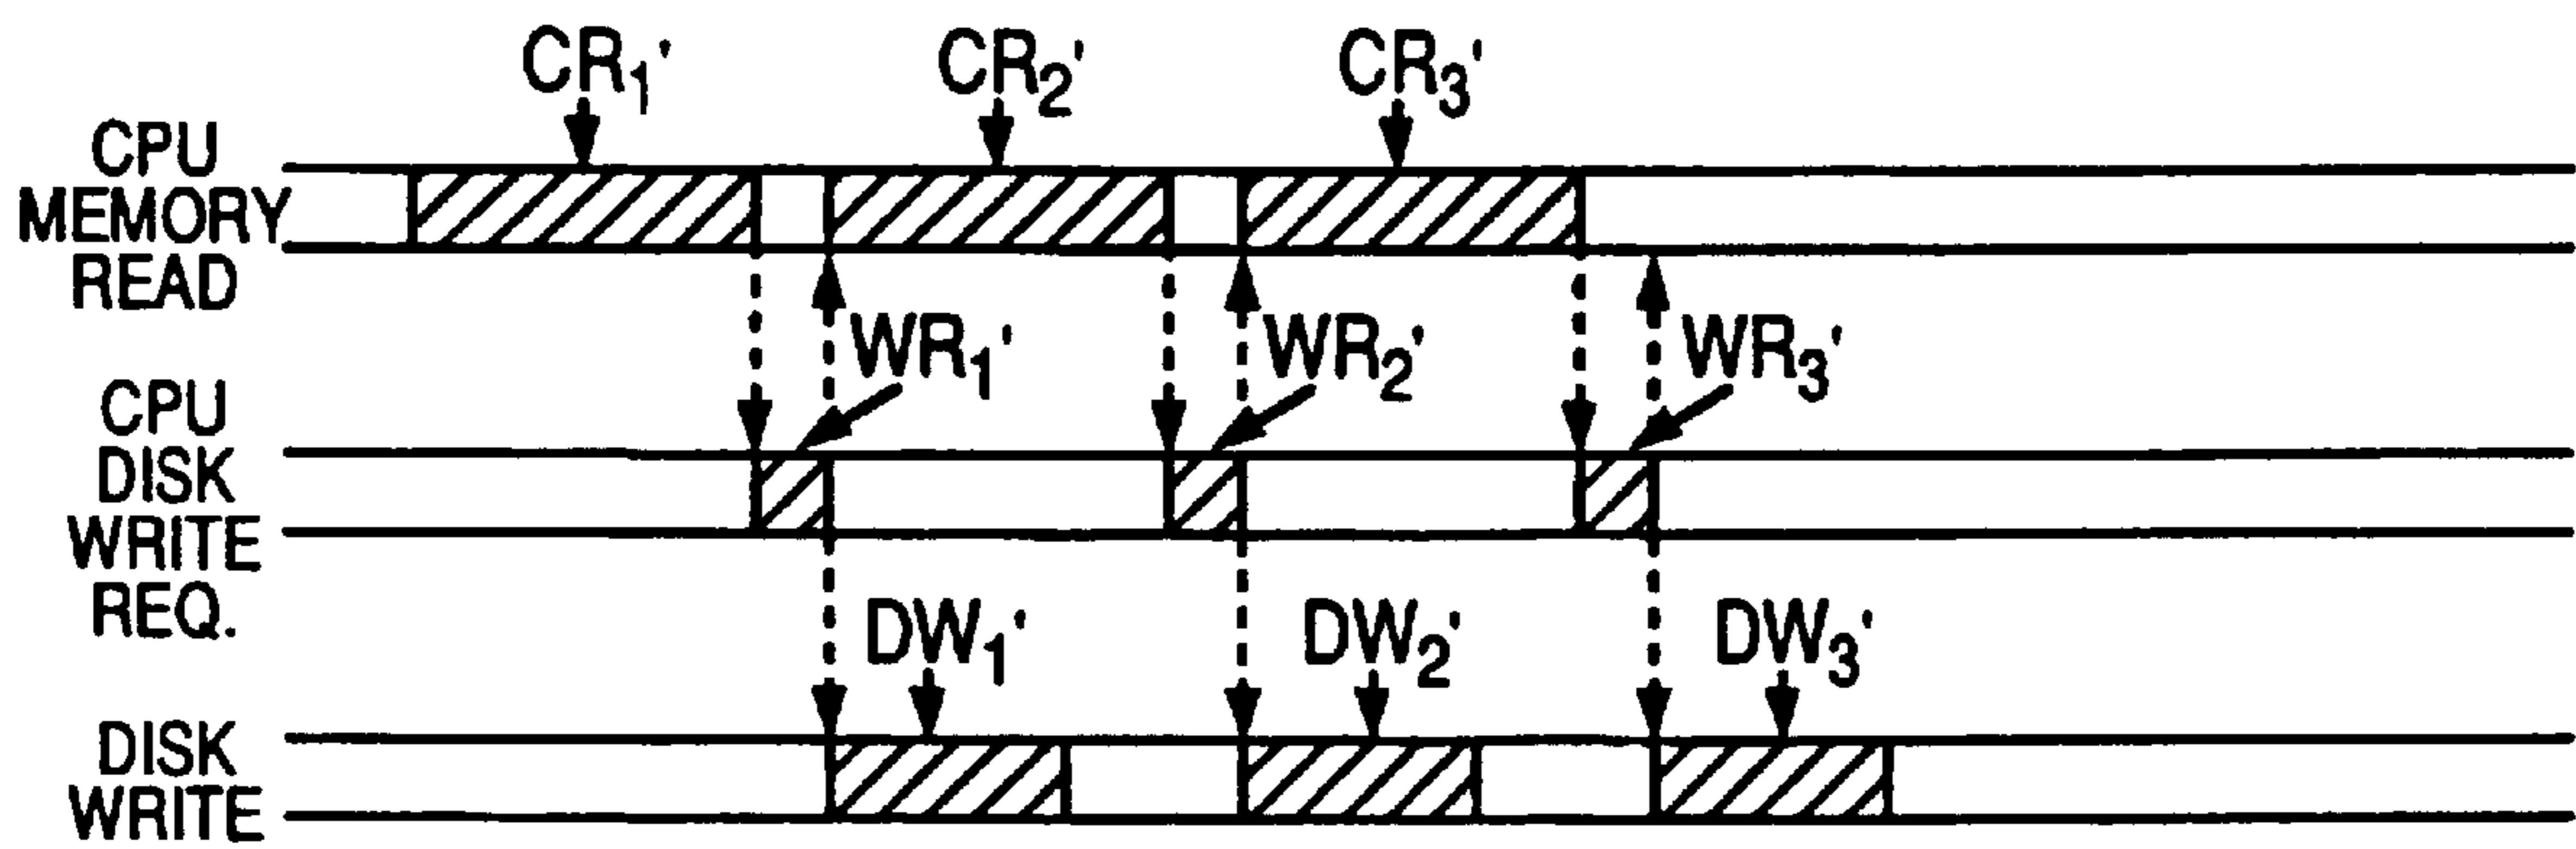 CR₁' CR₂' CR₃'
CPU
MEMORY
READ
WR₁' WR₂' WR₃'
CPU
DISK
WRITE
REQ.
DW₁' DW₂' DW₃'
DISK
WRITE